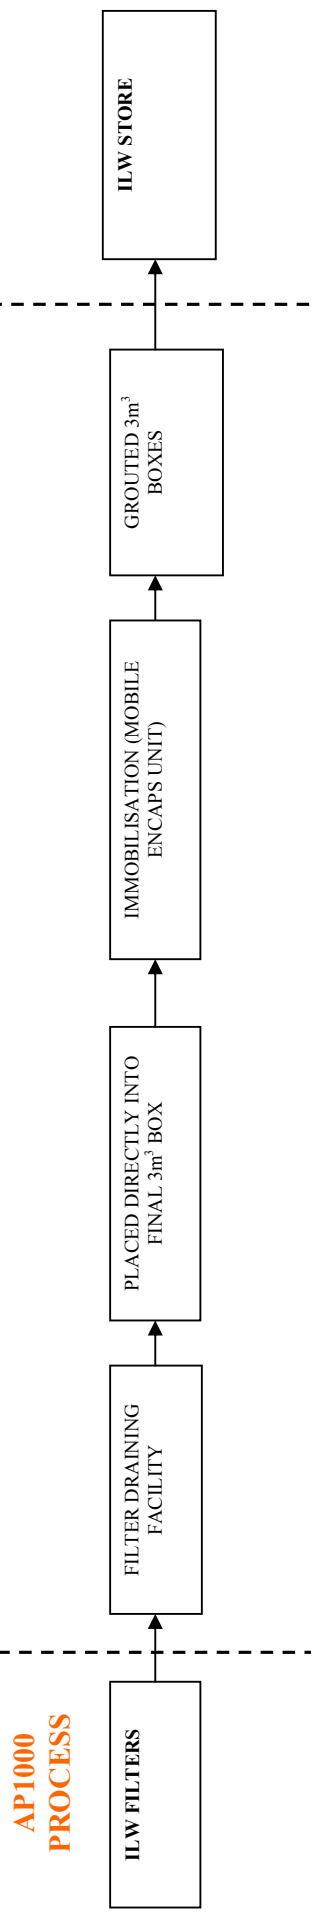 AP1000
PROCESS
ILW FILTERS
FILTER DRAINING
FACILITY
PLACED DIRECTLY INTO
FINAL 3m³ BOX
IMMOBILISATION (MOBILE
ENCAPS UNIT)
GROUTED 3m³
BOXES
ILW STORE